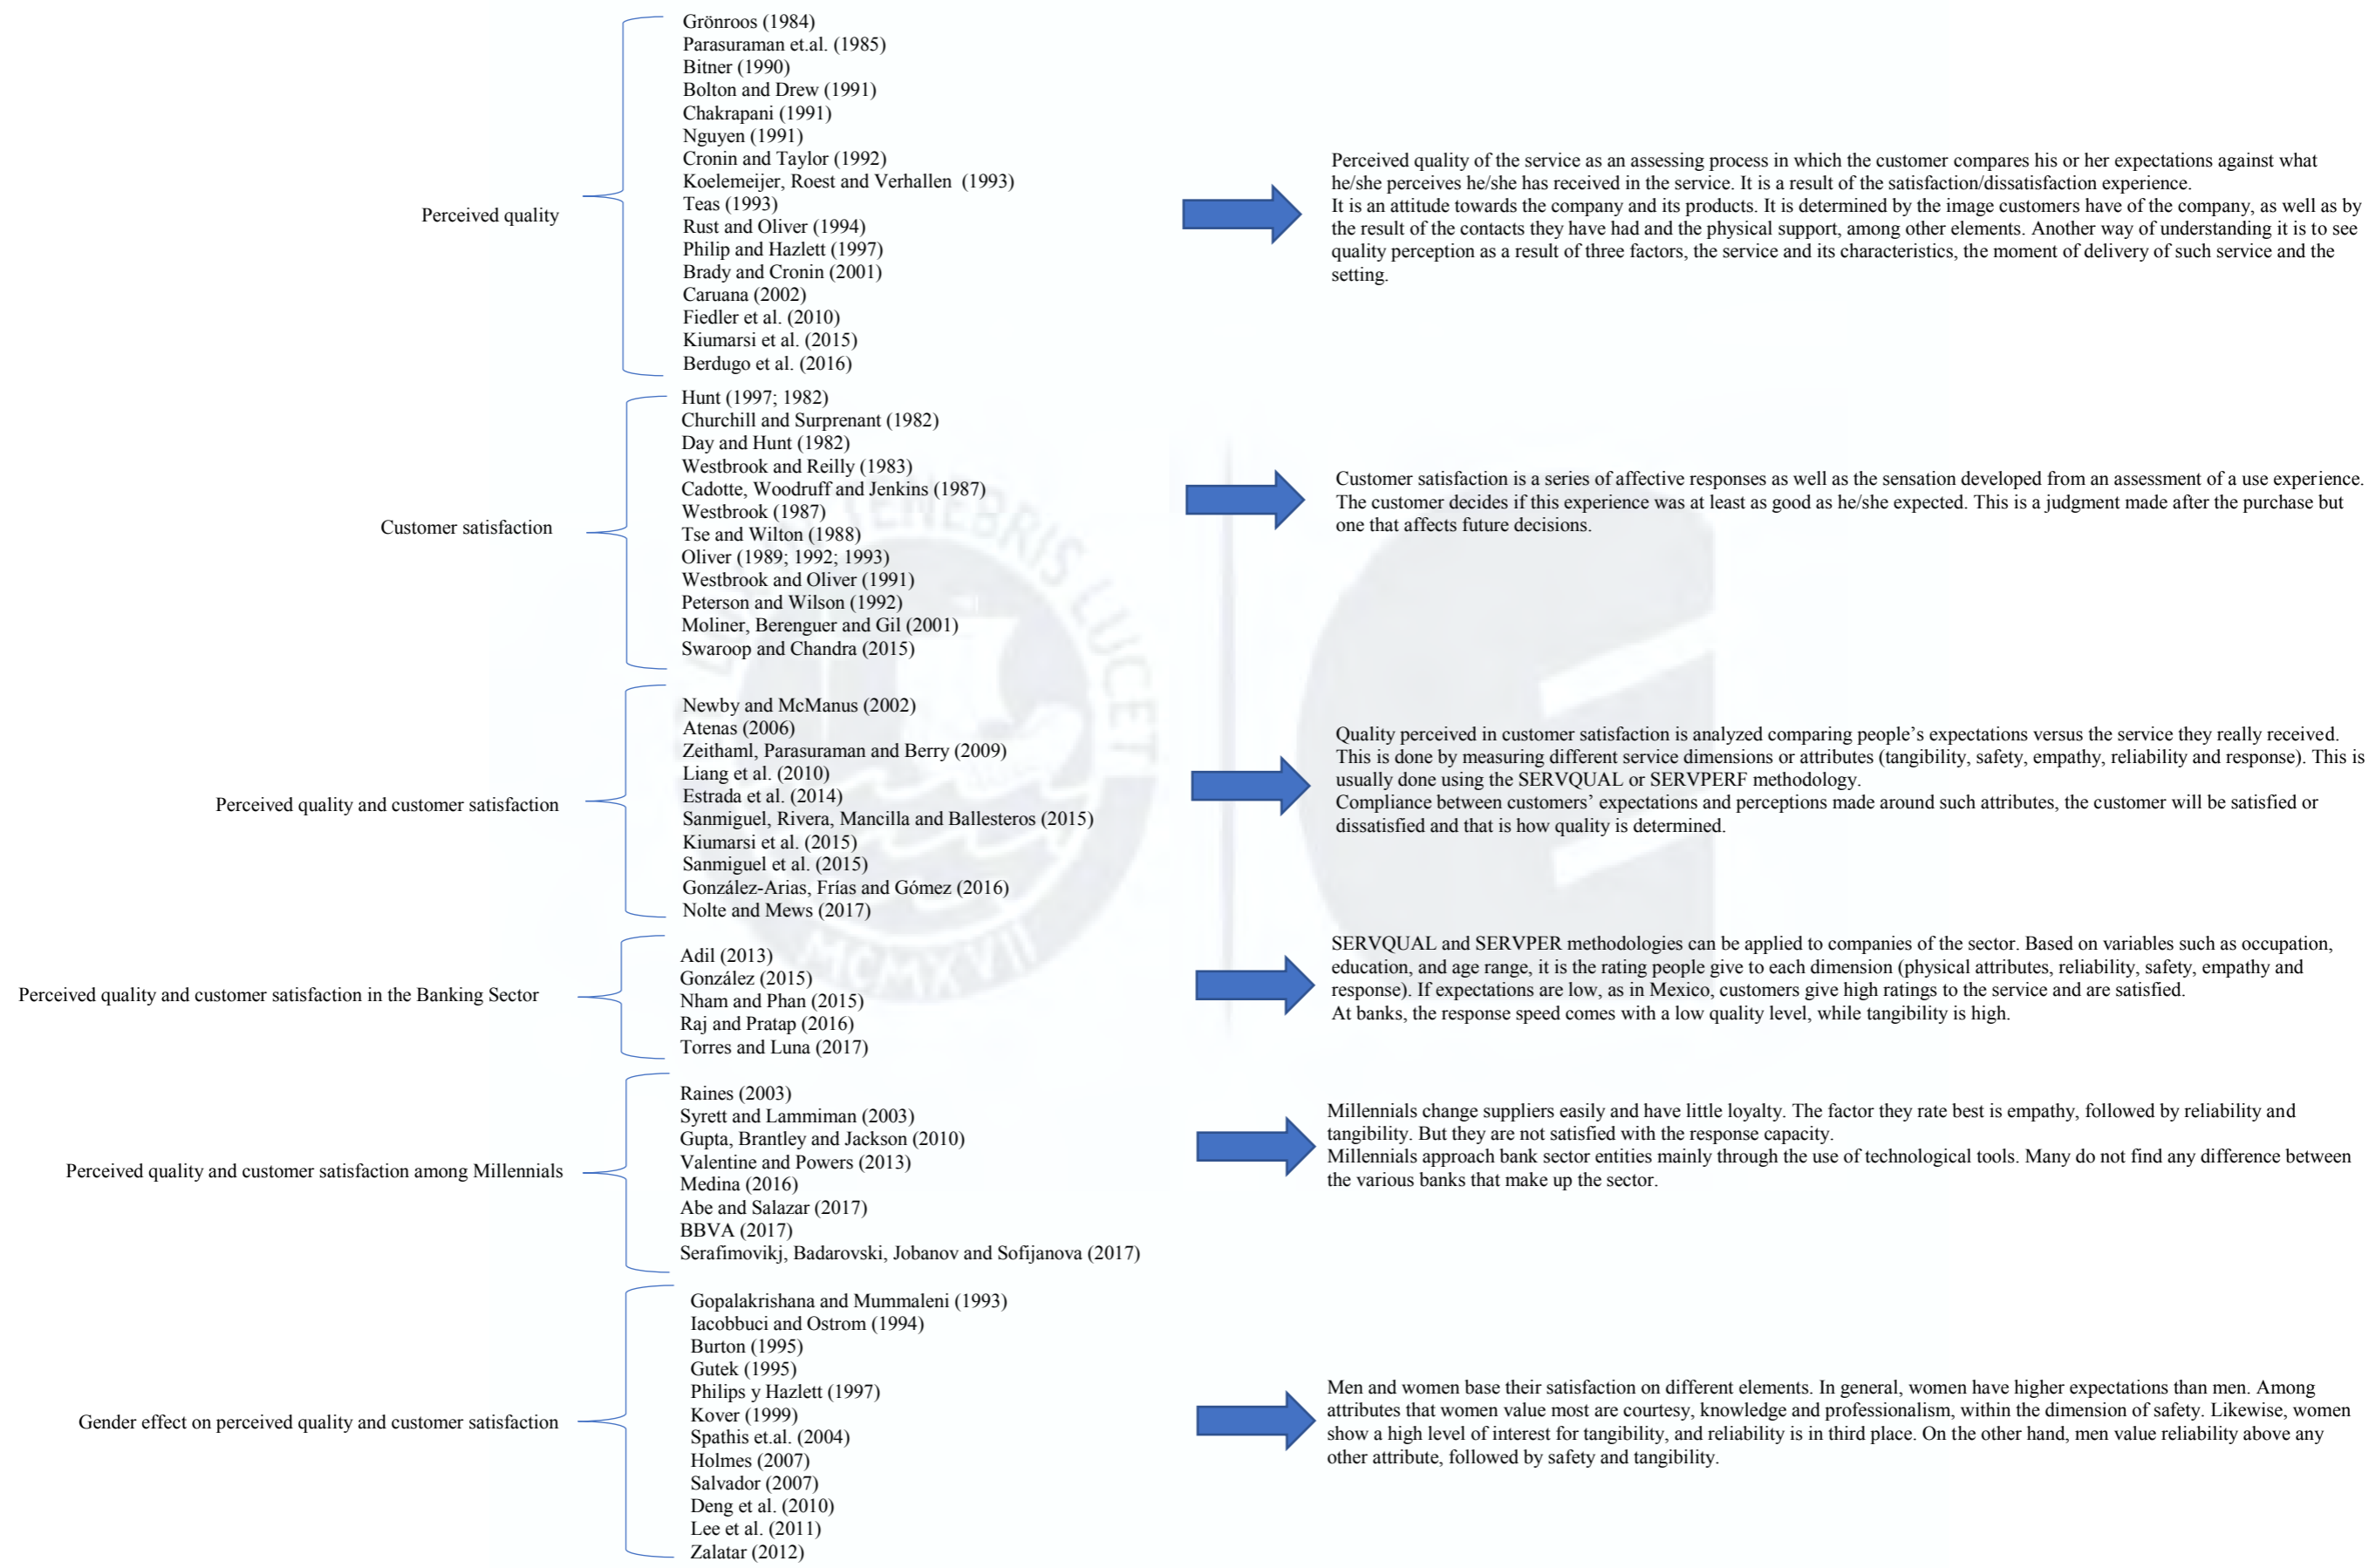 Perceived quality
Grönroos (1984)
Parasuraman et.al. (1985)
Bitner (1990)
Bolton and Drew (1991)
Chakrapani (1991)
Nguyen (1991)
Cronin and Taylor (1992)
Koelemeijer, Roest and Verhallen (1993)
Teas (1993)
Rust and Oliver (1994)
Philip and Hazlett (1997)
Brady and Cronin (2001)
Caruana (2002)
Fiedler et al. (2010)
Kiumarsi et al. (2015)
Berdugo et al. (2016)
Perceived quality of the service as an assessing process in which the customer compares his or her expectations against what
he/she perceives he/she has received in the service. It is a result of the satisfaction/dissatisfaction experience.
It is an attitude towards the company and its products. It is determined by the image customers have of the company, as well as by
the result of the contacts they have had and the physical support, among other elements. Another way of understanding it is to see
quality perception as a result of three factors, the service and its characteristics, the moment of delivery of such service and the
setting.
Customer satisfaction
Hunt (1997; 1982)
Churchill and Surprenant (1982)
Day and Hunt (1982)
Westbrook and Reilly (1983)
Cadotte, Woodruff and Jenkins (1987)
Westbrook (1987)
Tse and Wilton (1988)
Oliver (1989; 1992; 1993)
Westbrook and Oliver (1991)
Peterson and Wilson (1992)
Moliner, Berenguer and Gil (2001)
Swaroop and Chandra (2015)
Customer satisfaction is a series of affective responses as well as the sensation developed from an assessment of a use experience.
The customer decides if this experience was at least as good as he/she expected. This is a judgment made after the purchase but
one that affects future decisions.
Perceived quality and customer satisfaction
Newby and McManus (2002)
Atenas (2006)
Zeithaml, Parasuraman and Berry (2009)
Liang et al. (2010)
Estrada et al. (2014)
Sanmiguel, Rivera, Mancilla and Ballesteros (2015)
Kiumarsi et al. (2015)
Sanmiguel et al. (2015)
González-Arias, Frías and Gómez (2016)
Nolte and Mews (2017)
Quality perceived in customer satisfaction is analyzed comparing people’s expectations versus the service they really received.
This is done by measuring different service dimensions or attributes (tangibility, safety, empathy, reliability and response). This is
usually done using the SERVQUAL or SERVPERF methodology.
Compliance between customers’ expectations and perceptions made around such attributes, the customer will be satisfied or
dissatisfied and that is how quality is determined.
Perceived quality and customer satisfaction in the Banking Sector
Adil (2013)
González (2015)
Nham and Phan (2015)
Raj and Pratap (2016)
Torres and Luna (2017)
SERVQUAL and SERVPER methodologies can be applied to companies of the sector. Based on variables such as occupation,
education, and age range, it is the rating people give to each dimension (physical attributes, reliability, safety, empathy and
response). If expectations are low, as in Mexico, customers give high ratings to the service and are satisfied.
At banks, the response speed comes with a low quality level, while tangibility is high.
Perceived quality and customer satisfaction among Millennials
Raines (2003)
Syrett and Lammiman (2003)
Gupta, Brantley and Jackson (2010)
Valentine and Powers (2013)
Medina (2016)
Abe and Salazar (2017)
BBVA (2017)
Serafimovikj, Badarovski, Jobanov and Sofijanova (2017)
Millennials change suppliers easily and have little loyalty. The factor they rate best is empathy, followed by reliability and
tangibility. But they are not satisfied with the response capacity.
Millennials approach bank sector entities mainly through the use of technological tools. Many do not find any difference between
the various banks that make up the sector.
Gender effect on perceived quality and customer satisfaction
Gopalakrishana and Mummaleni (1993)
Iacobbuci and Ostrom (1994)
Burton (1995)
Gutek (1995)
Philips y Hazlett (1997)
Kover (1999)
Spathis et.al. (2004)
Holmes (2007)
Salvador (2007)
Deng et al. (2010)
Lee et al. (2011)
Zalatar (2012)
Men and women base their satisfaction on different elements. In general, women have higher expectations than men. Among
attributes that women value most are courtesy, knowledge and professionalism, within the dimension of safety. Likewise, women
show a high level of interest for tangibility, and reliability is in third place. On the other hand, men value reliability above any
other attribute, followed by safety and tangibility.
TENEBRIS LUCET
MCMXVII